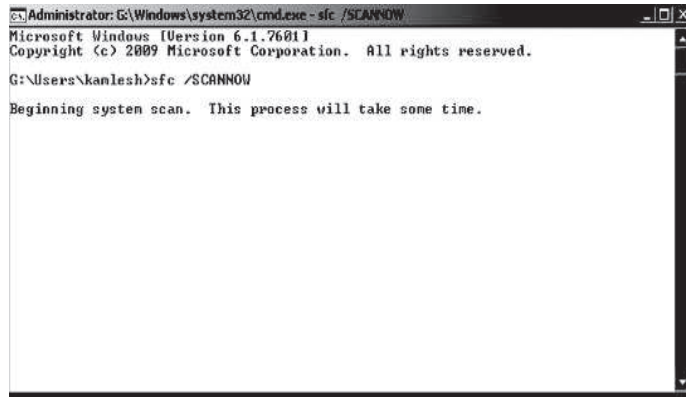 Administrator: G:\Windows\system32\cmd.exe - sfc /SCANNOW
Microsoft Windows [Version 6.1.7601]
Copyright (c) 2009 Microsoft Corporation. All rights reserved.
G:\Users\kamlesh>sfc /SCANNOW
Beginning system scan. This process will take some time.